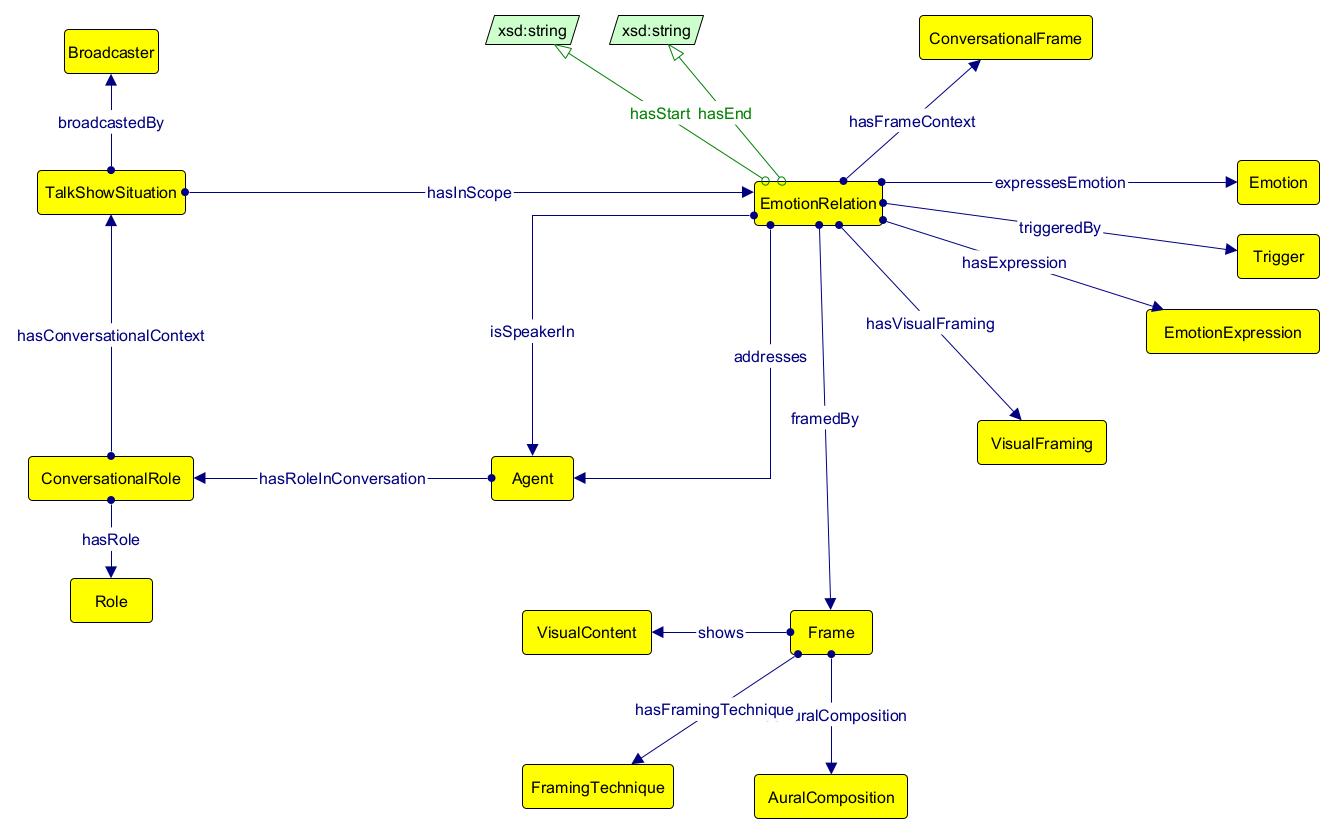 xsd:string
xsd:string
ConversationalFrame
Broadcaster
hasStart
hasEnd
hasFrameContext
broadcastedBy
TalkShowSituation
hasInScope
EmotionRelation
expressesEmotion
Emotion
triggeredBy
Trigger
hasExpression
EmotionExpression
hasVisualFraming
isSpeakerIn
hasConversationalContext
addresses
framedBy
VisualFraming
ConversationalRole
hasRoleInConversation
Agent
hasRole
Role
VisualContent
shows
Frame
hasFramingTechnique
uralComposition
FramingTechnique
AuralComposition